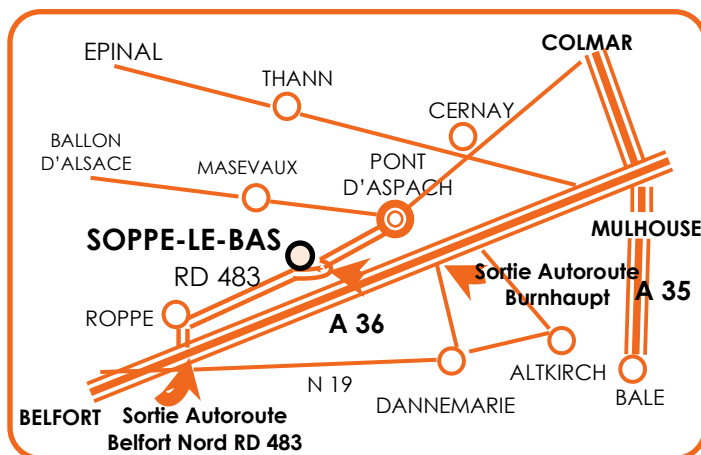 COLMAR
EPINAL
THANN
CERNAY
BALLON
D'ALSACE
MASEVAUX
PONT
D'ASPACH
SOPPE-LE-BAS
RD 483
MULHOUSE
Sortie Autoroute
Burnhaupt
A 35
ROPPE
A 36
N 19
ALTKIRCH
BALE
DANNEMARIE
BELFORT
Sortie Autoroute
Belfort Nord RD 483